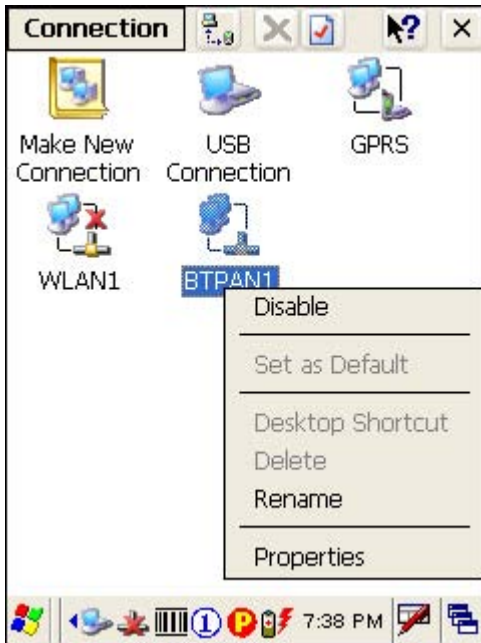 Connection
?
Make New
Connection
USB
Connection
GPRS
WLAN1
BTPAN1
Disable
Set as Default
Desktop Shortcut
Delete
Rename
Properties
1
P
7:38 PM